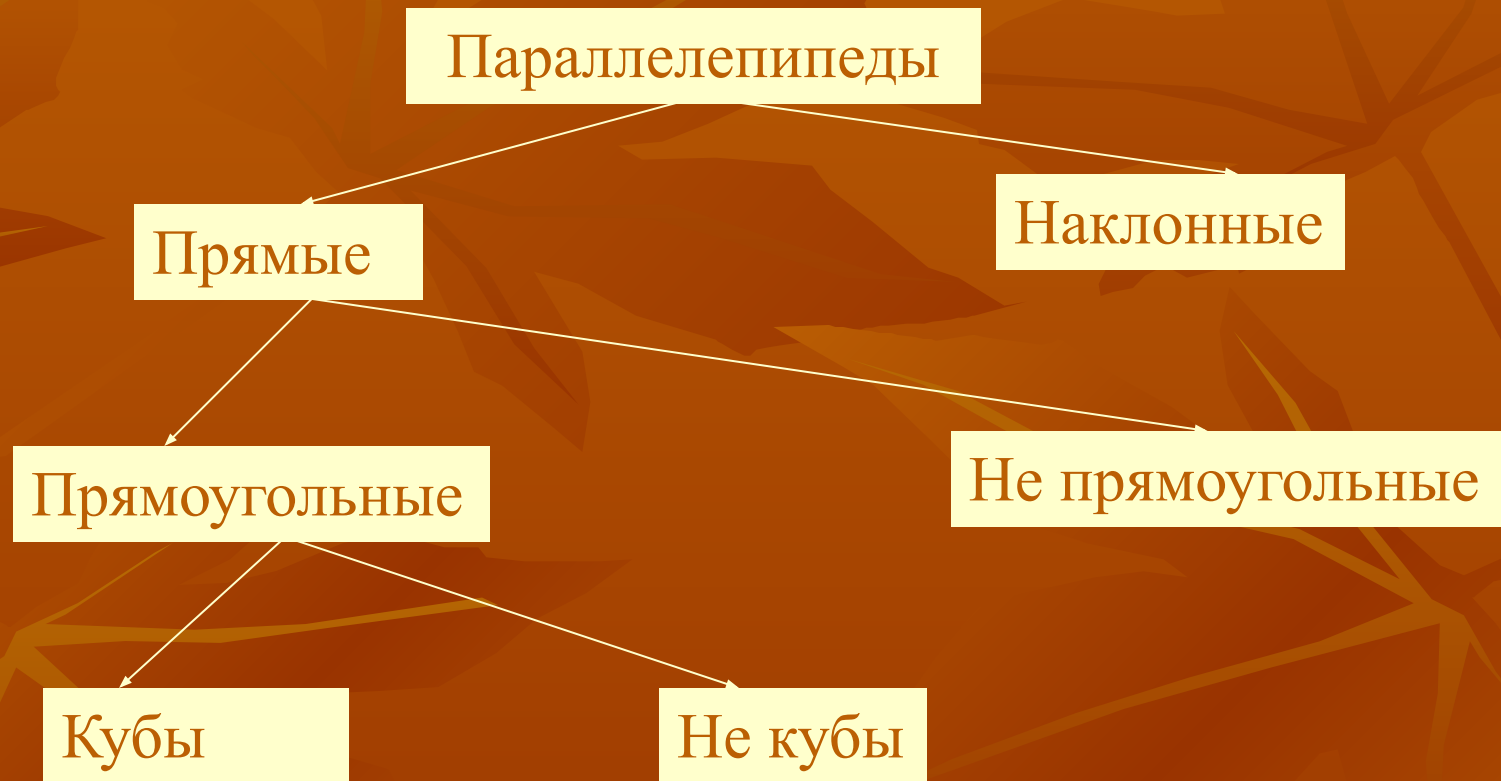 Параллелепипеды
Прямые
Наклонные
Прямоугольные
Не прямоугольные
Кубы
Не кубы